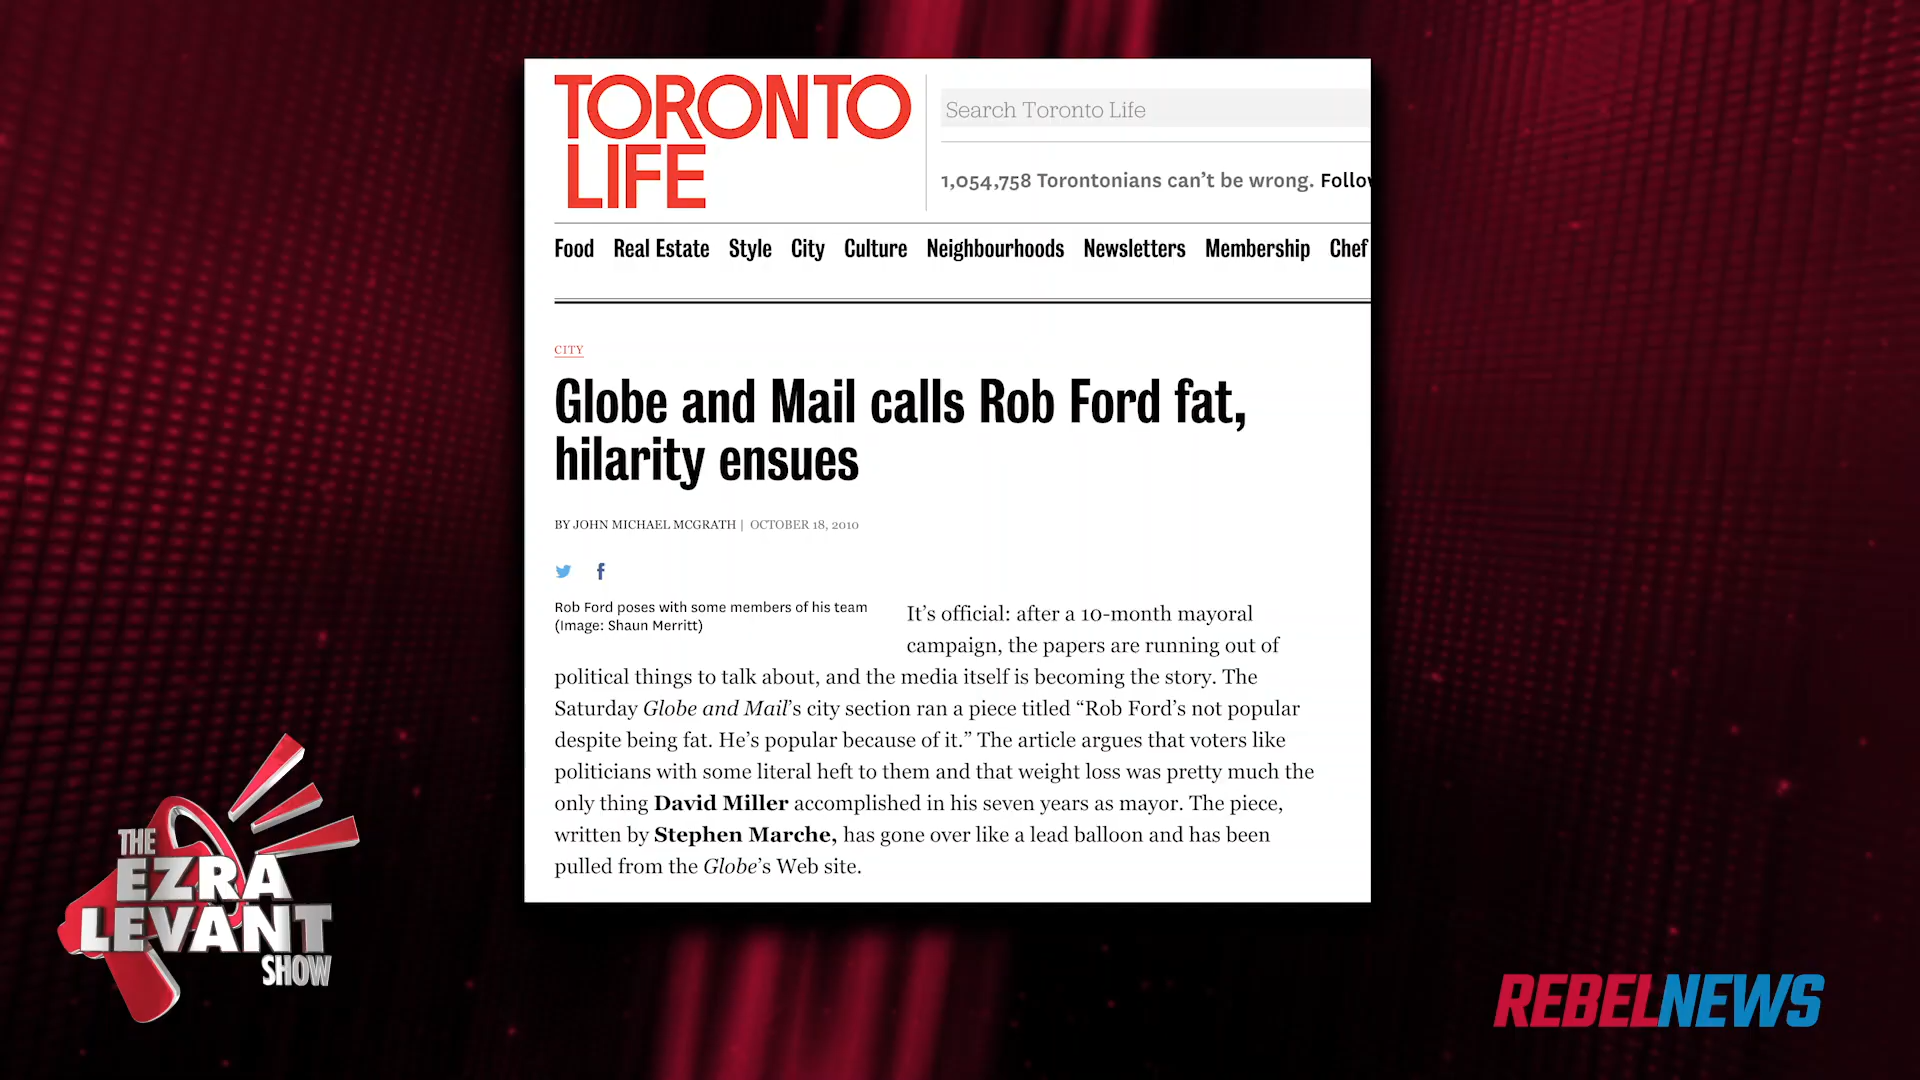 TORONTO
LIFE
Search Toronto Life
1,054,758 Torontonians can't be wrong. Follow
Food Real Estate Style City Culture Neighbourhoods Newsletters Membership Chef
CITY
Globe and Mail calls Rob Ford fat,
hilarity ensues
BY JOHN MICHAEL MCGRATH | OCTOBER 18, 2010
Rob Ford poses with some members of his team
(Image: Shaun Merritt)
It's official: after a 10-month mayoral
campaign, the papers are running out of
political things to talk about, and the media itself is becoming the story. The
Saturday Globe and Mail's city section ran a piece titled “Rob Ford's not popular
despite being fat. He's popular because of it.” The article argues that voters like
politicians with some literal heft to them and that weight loss was pretty much the
only thing David Miller accomplished in his seven years as mayor. The piece,
written by Stephen Marche, has gone over like a lead balloon and has been
pulled from the Globe's Web site.
THE
EZRA
LEVANT
SHOW
REBELNEWS